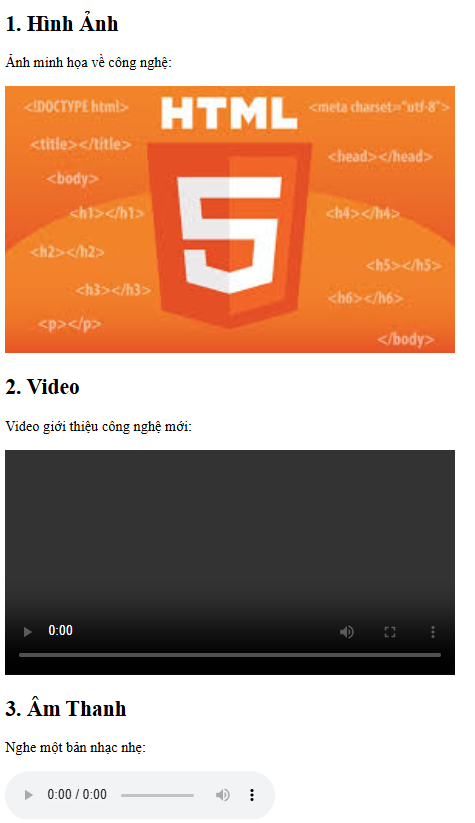 1. Hình Ảnh
Ảnh minh họa về công nghệ:
<!DOCTYPE html>
HTML
<meta charset="utf-8">
<title></title>
<head></head>
<body>
<h1></h1>
<h4></h4>
5
<h2></h2>
<h5></h5>
<h3></h3>
<h6></h6>
<p></p>
</body>
2. Video
Video giới thiệu công nghệ mới:
0:00
3. Âm Thanh
Nghe một bản nhạc nhẹ:
0:00 / 0:00